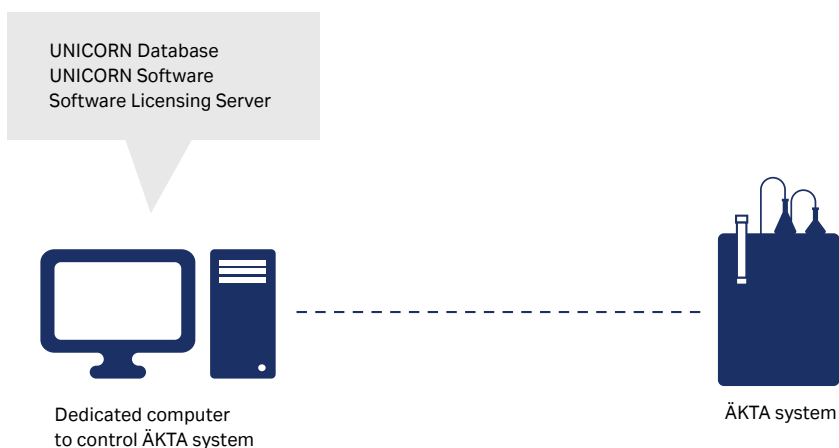 UNICORN Database
UNICORN Software
Software Licensing Server
Dedicated computer
to control ÄKTA system
ÄKTA system